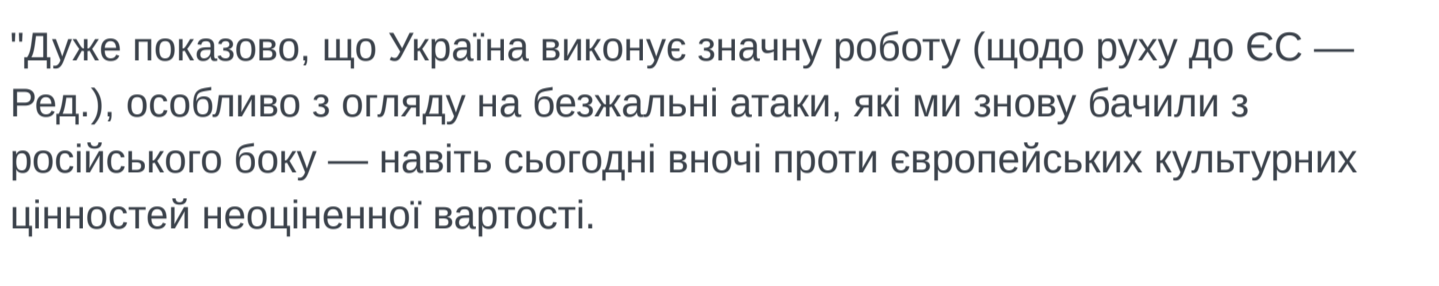 "Дуже показово, що Україна виконує значну роботу (щодо руху до ЄС —
Ред.), особливо з огляду на безжальні атаки, які ми знову бачили з
російського боку — навіть сьогодні вночі проти європейських культурних
цінностей неоціненної вартості.